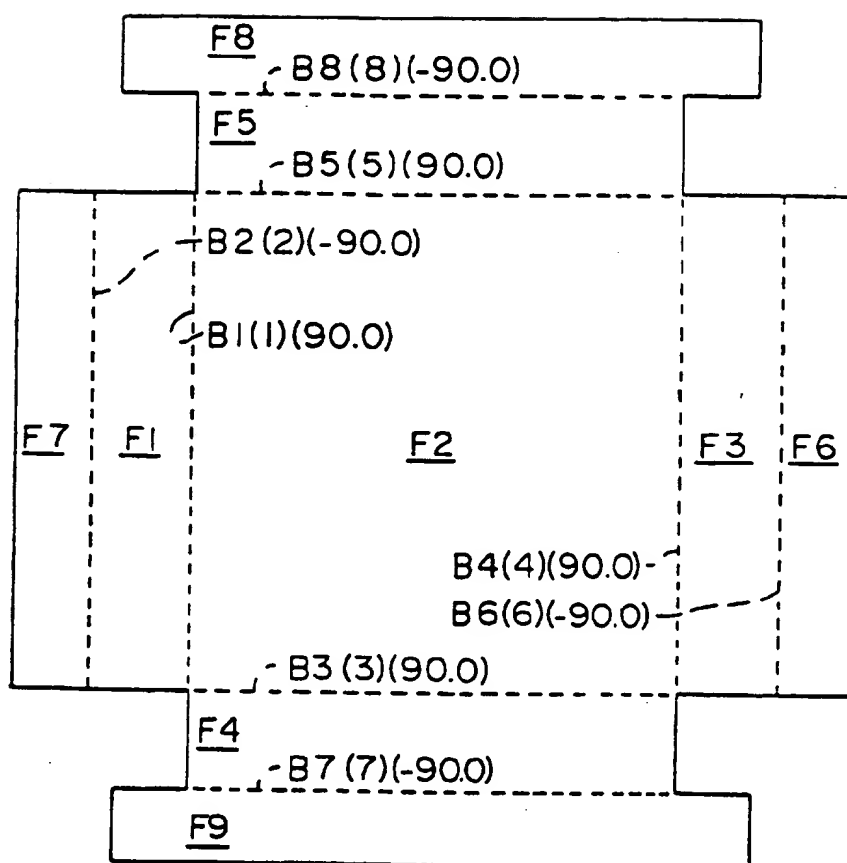 F8
B8(8)(-90.0)
F5
B5(5)(90.0)
B2(2)(-90.0)
B1(1)(90.0)
F7 F1 F2 F3 F6
B4(4)(90.0)
B6(6)(-90.0)
B3(3)(90.0)
F4
B7(7)(-90.0)
F9